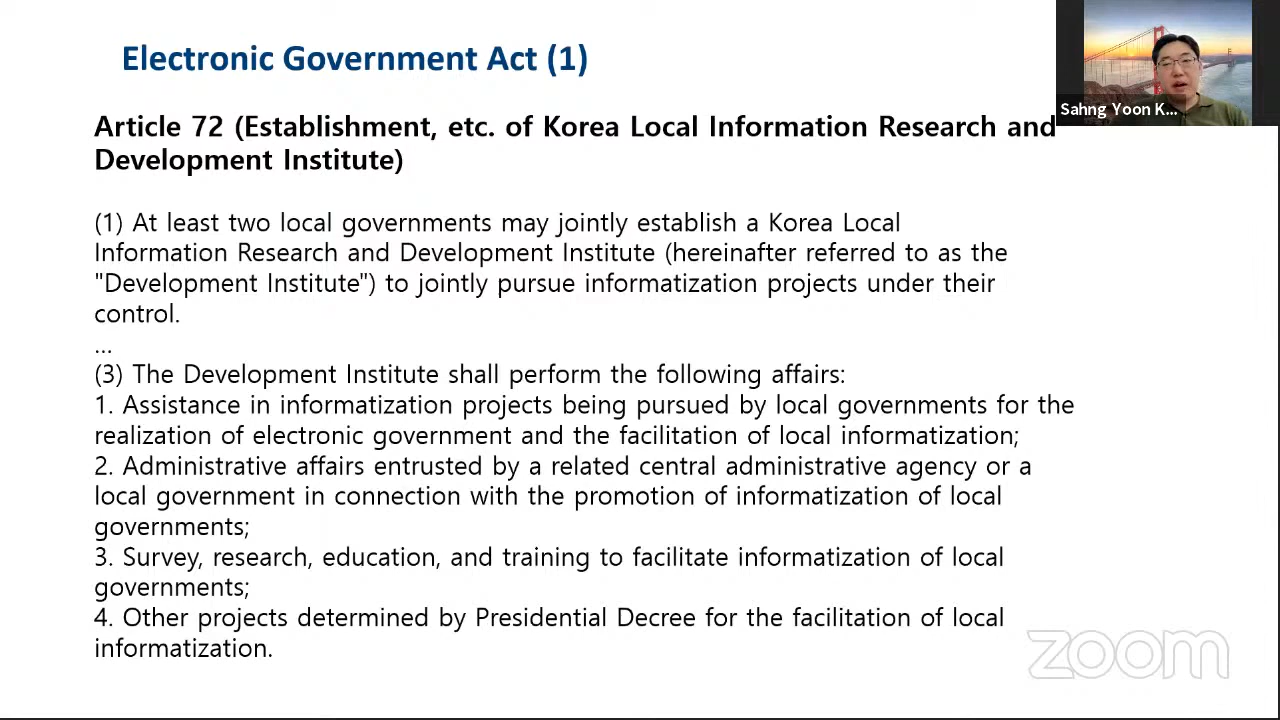 Electronic Government Act (1)
Sahng Yoon K...
Article 72 (Establishment, etc. of Korea Local Information Research and
Development Institute)
(1) At least two local governments may jointly establish a Korea Local
Information Research and Development Institute (hereinafter referred to as the
"Development Institute") to jointly pursue informatization projects under their
control.
...
(3) The Development Institute shall perform the following affairs:
1. Assistance in informatization projects being pursued by local governments for the
realization of electronic government and the facilitation of local informatization;
2. Administrative affairs entrusted by a related central administrative agency or a
local government in connection with the promotion of informatization of local
governments;
3. Survey, research, education, and training to facilitate informatization of local
governments;
4. Other projects determined by Presidential Decree for the facilitation of local
informatization.
zoom